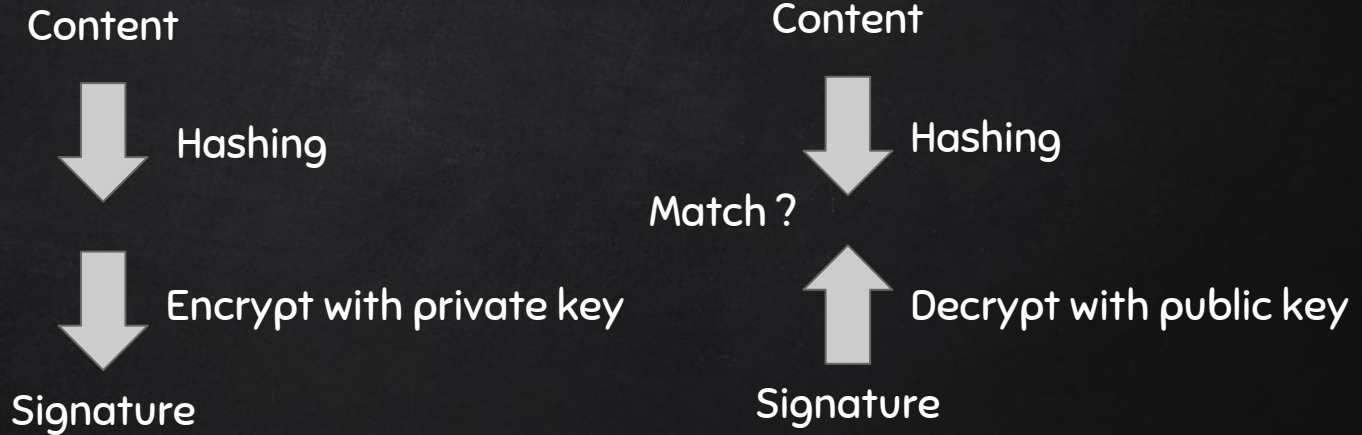 Content
Hashing
Encrypt with private key
Signature
Content
Hashing
Match ?
Decrypt with public key
Signature